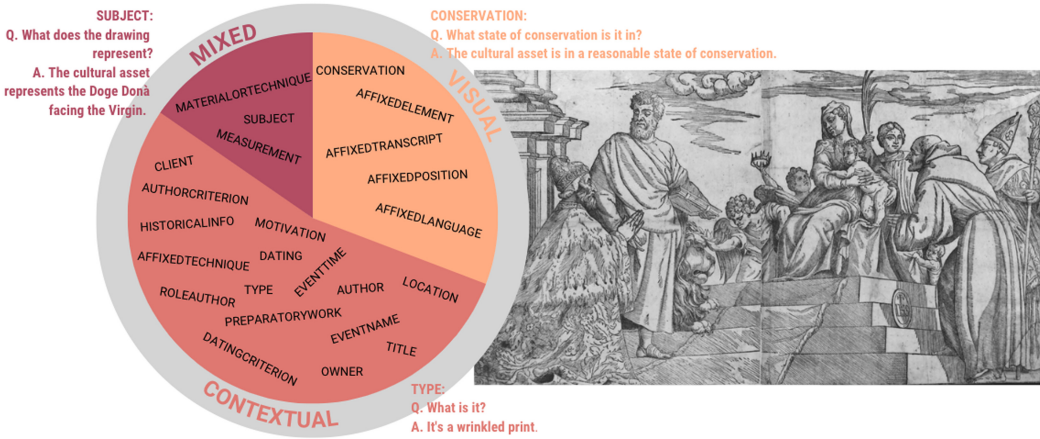 SUBJECT:
Q. What does the drawing
represent?
A. The cultural asset
represents the Doge Donà
facing the Virgin.
CONSERVATION:
Q. What state of conservation is it in?
A. The cultural asset is in a reasonable state of conservation.
MIXED
MATERIALORTECHNIQUE
SUBJECT
MEASUREMENT
VISUAL
CONSERVATION
AFFIXEDELEMENT
AFFIXEDTRANSCRIPT
AFFIXEDPOSITION
AFFIXEDLANGUAGE
CLIENT
AUTHORCRITERION
HISTORICALINFO
MOTIVATION
AFFIXEDTECHNIQUE
DATING
EVENTTIME
ROLEAUTHOR
TYPE
AUTHOR
LOCATION
PREPARATORYWORK
EVENTNAME
DATINGCRITERION
TITLE
OWNER
CONTEXTUAL
TYPE:
Q. What is it?
A. It's a wrinkled print.